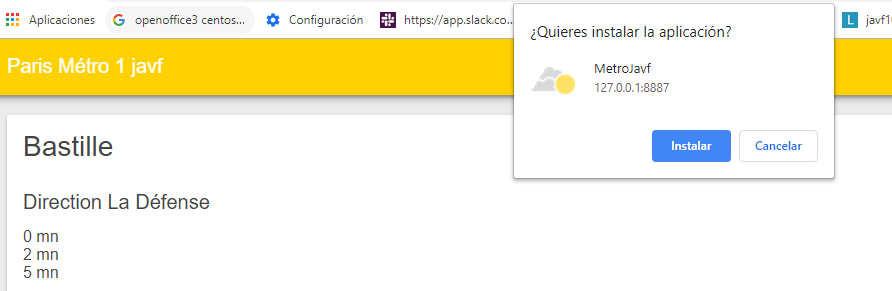 Aplicaciones
openoffice3 centos...
Configuración
https://app.slack.co...
javf10
Paris Métro 1 javf
¿Quieres instalar la aplicación?
MetroJavf
127.0.0.1:8887
Instalar
Cancelar
Bastille
Direction La Défense
0 mn
2 mn
5 mn